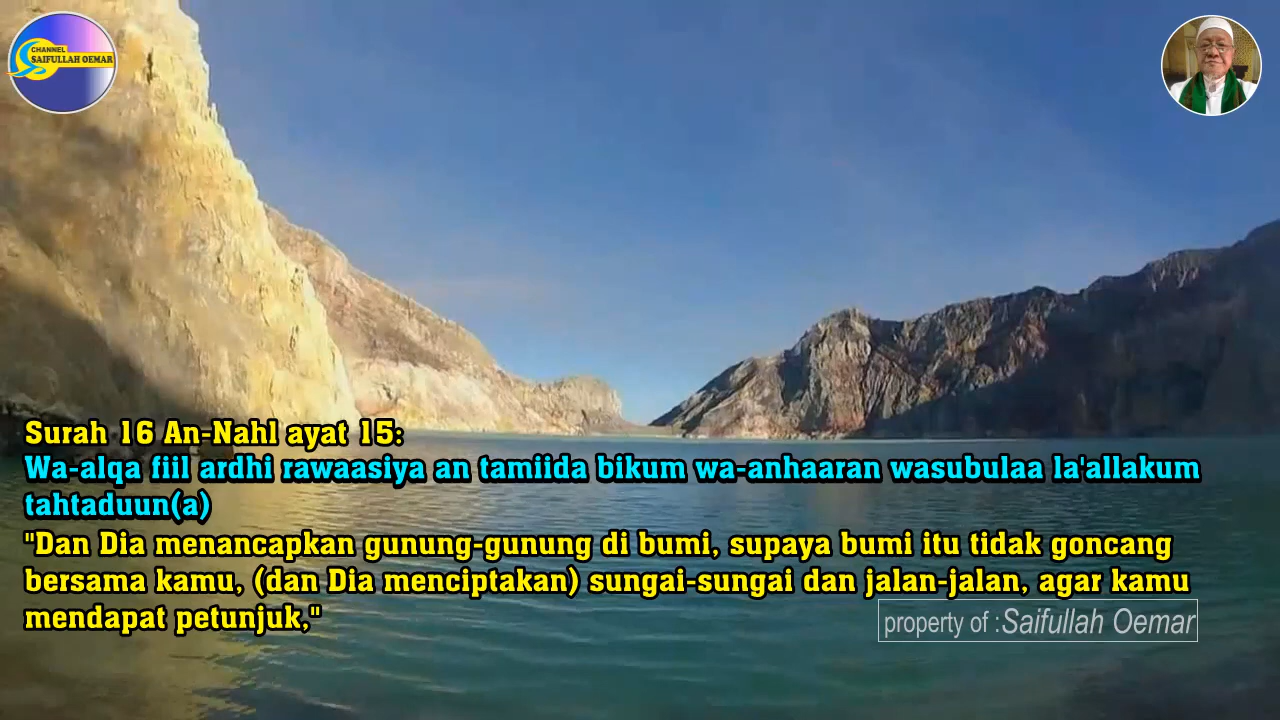 CHANNEL
SAIFULLAH OEMAR
Surah 16 An-Nahl ayat 15:
Wa-alqa fiil ardhi rawaasiya an tamiida bikum wa-anhaaran wasubulaa la'allakum
tahtaduun(a)
"Dan Dia menancapkan gunung-gunung di bumi, supaya bumi itu tidak goncang
bersama kamu, (dan Dia menciptakan) sungai-sungai dan jalan-jalan, agar kamu
mendapat petunjuk,"
property of :Saifullah Oemar